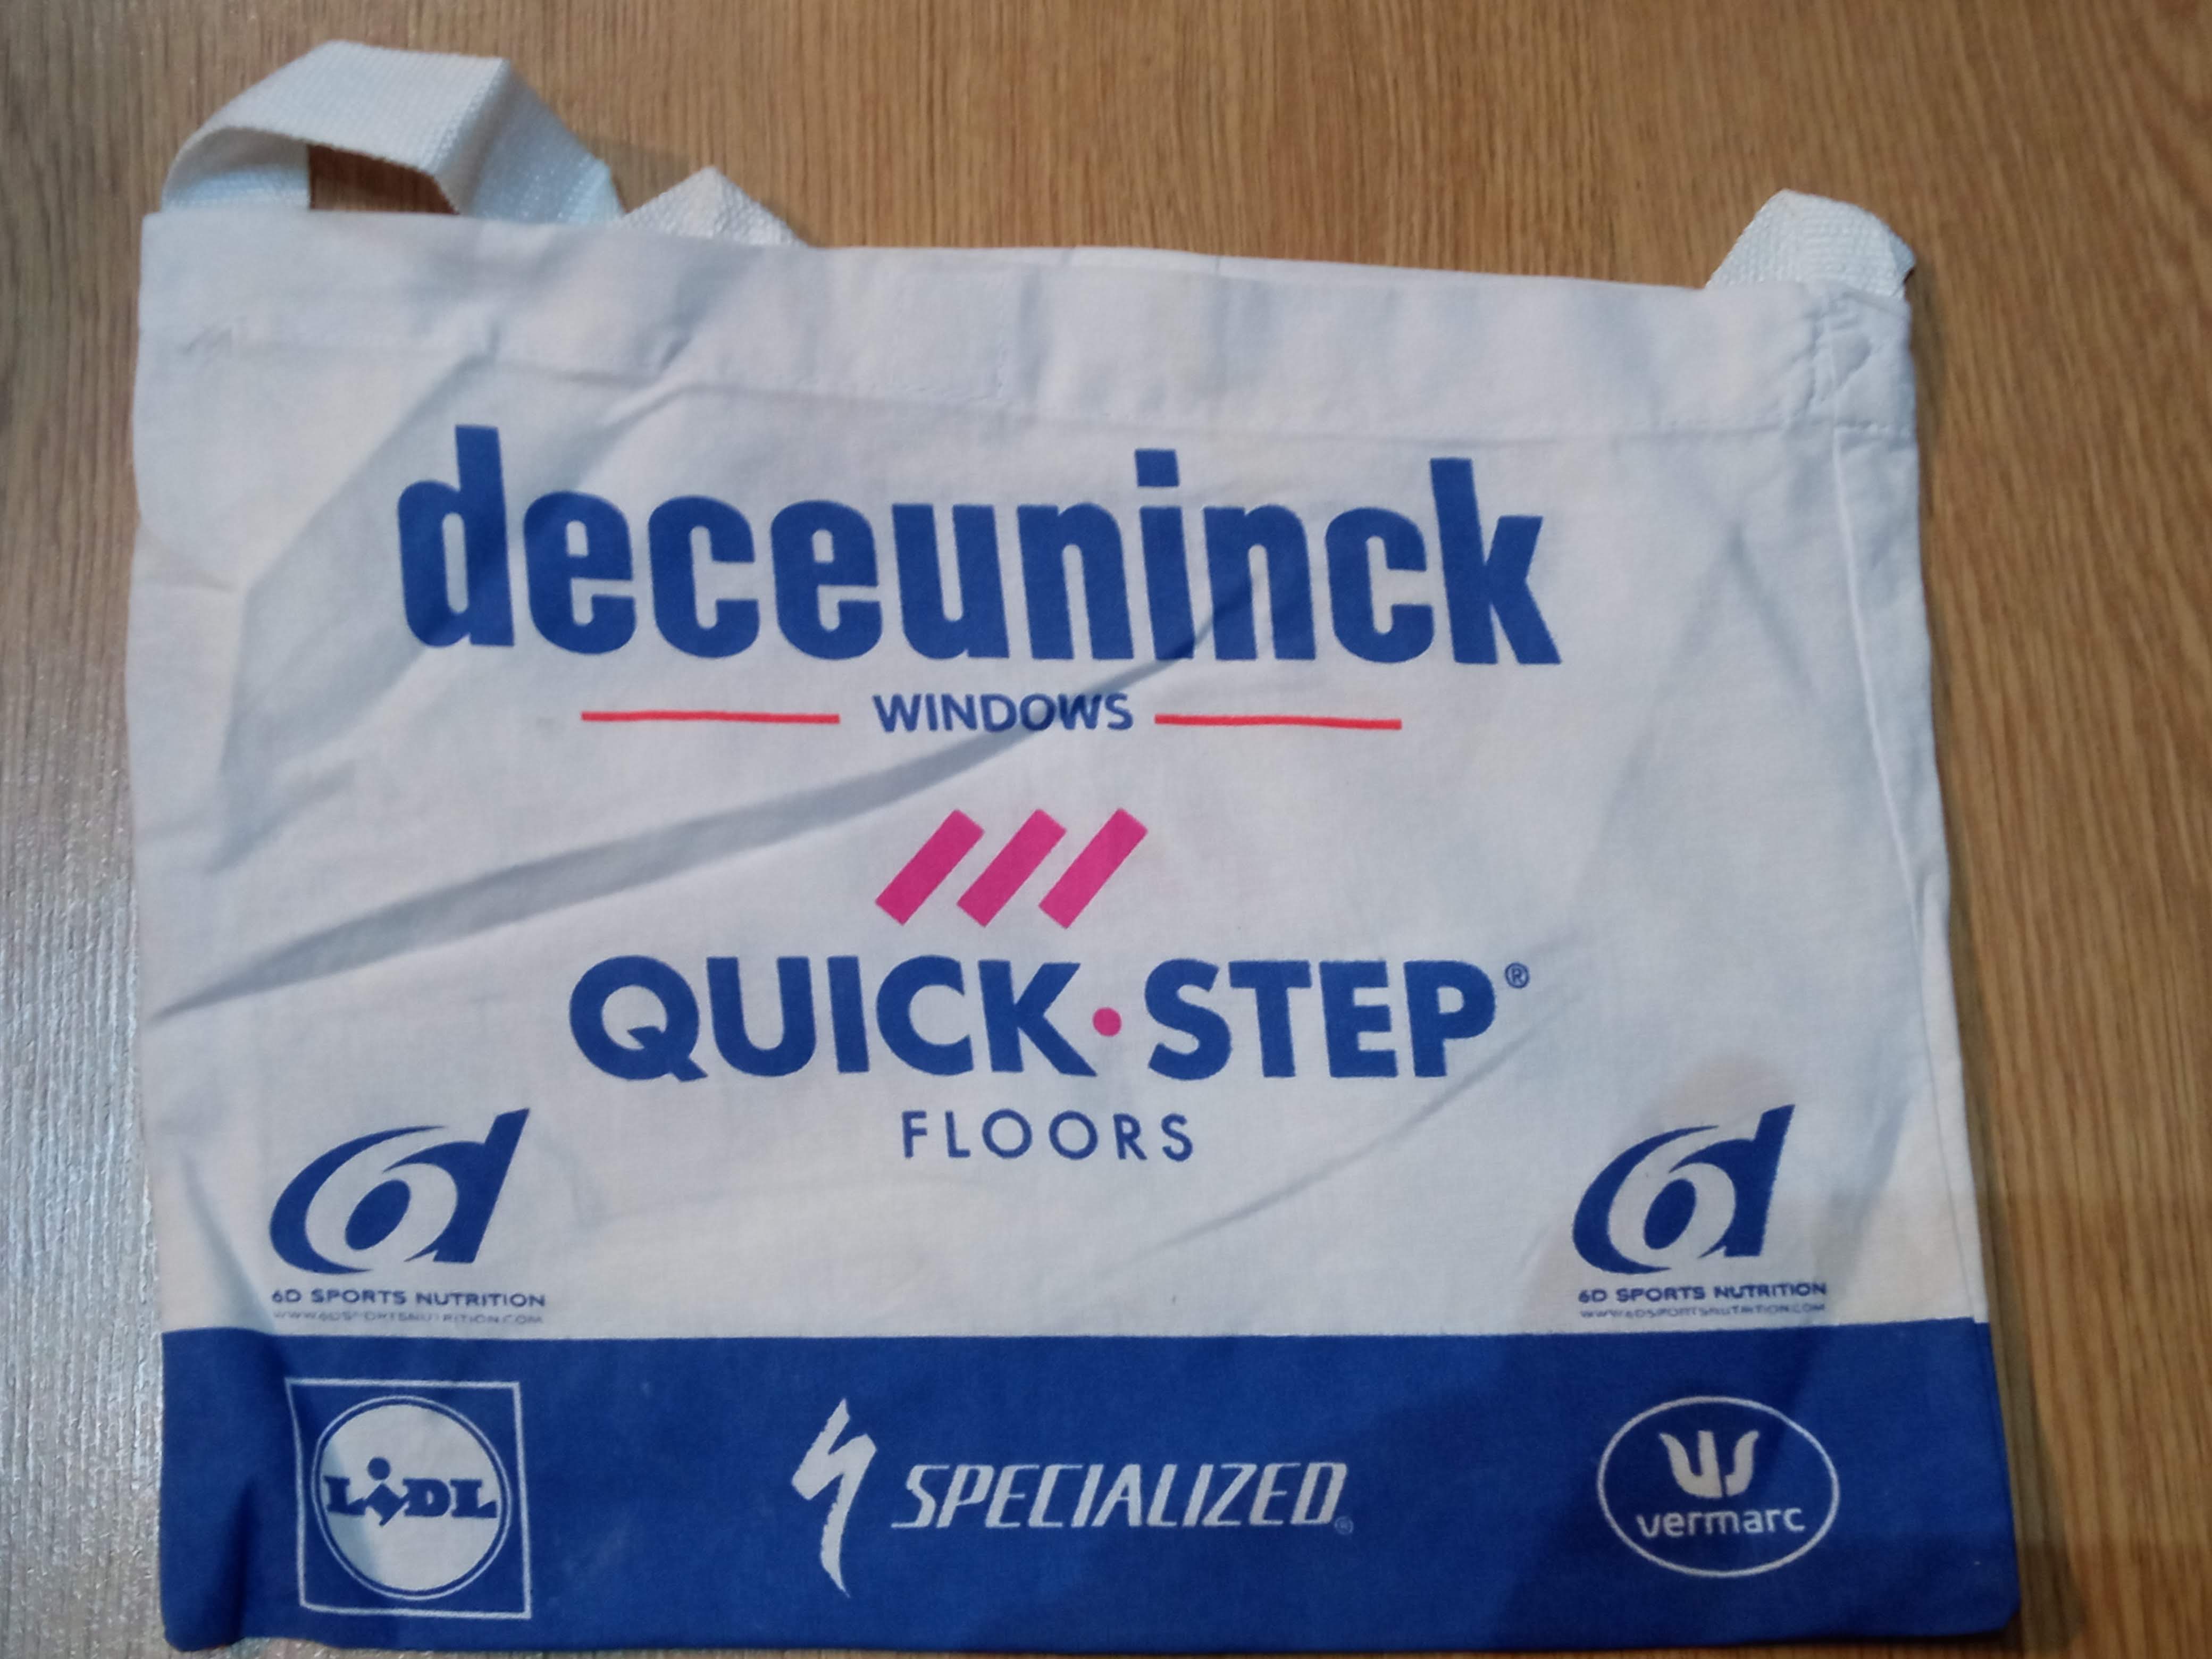 deceuninck
WINDOWS
QUICK·STEP®
FLOORS
6d
6D SPORTS NUTRITION
WWW.6DSPORTSNUTRITION.COM
6d
6D SPORTS NUTRITION
WWW.6DSPORTSNUTRITION.COM
LiDL
SPECIALIZED®
vermarc